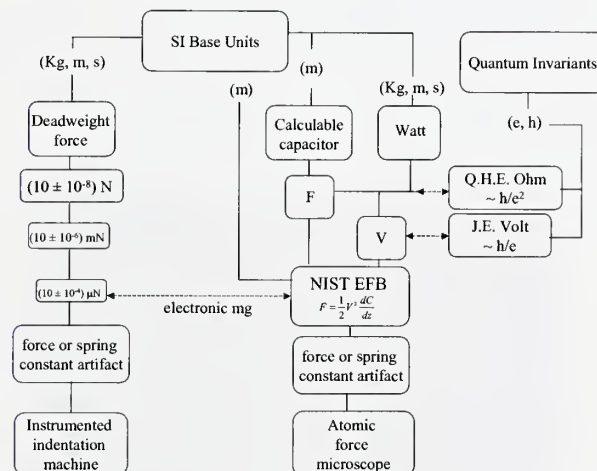 SI Base Units
Quantum Invariants
(Kg, m, s)
(m)
(m)
(Kg, m, s)
(e, h)
Deadweight
force
Calculable
capacitor
Watt
(10 ± 10⁻⁸) N
F
Q.H.E. Ohm
~ h/e²
(10 ± 10⁻⁶) mN
V
J.E. Volt
~ h/e
(10 ± 10⁻⁴) μN
electronic mg
NIST EFB
F = 1/2 V² dC/dz
force or spring
constant artifact
force or spring
constant artifact
Instrumented
indentation
machine
Atomic
force
microscope